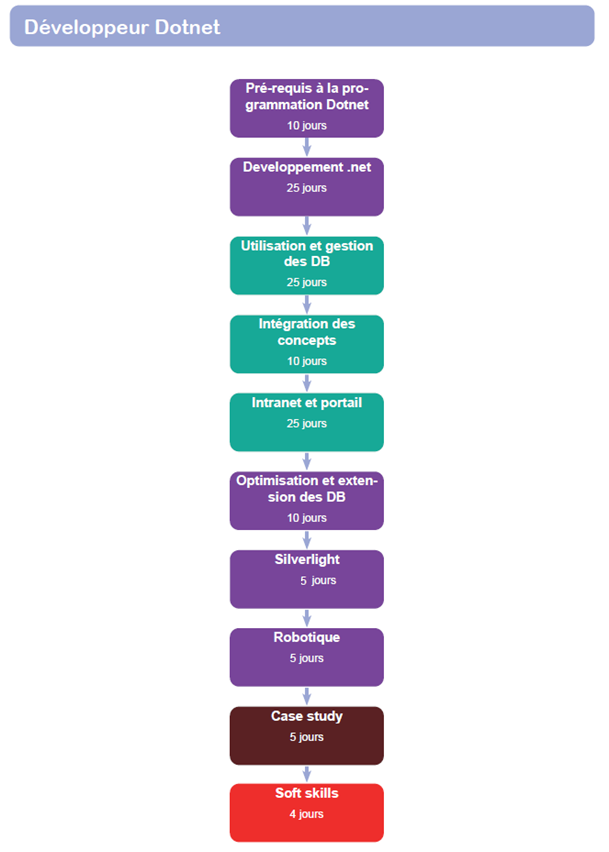 Développeur Dotnet
Pré-requis à la pro-
grammation Dotnet
10 jours
Developpement .net
25 jours
Utilisation et gestion
des DB
25 jours
Intégration des
concepts
10 jours
Intranet et portail
25 jours
Optimisation et exten-
sion des DB
10 jours
Silverlight
5 jours
Robotique
5 jours
Case study
5 jours
Soft skills
4 jours